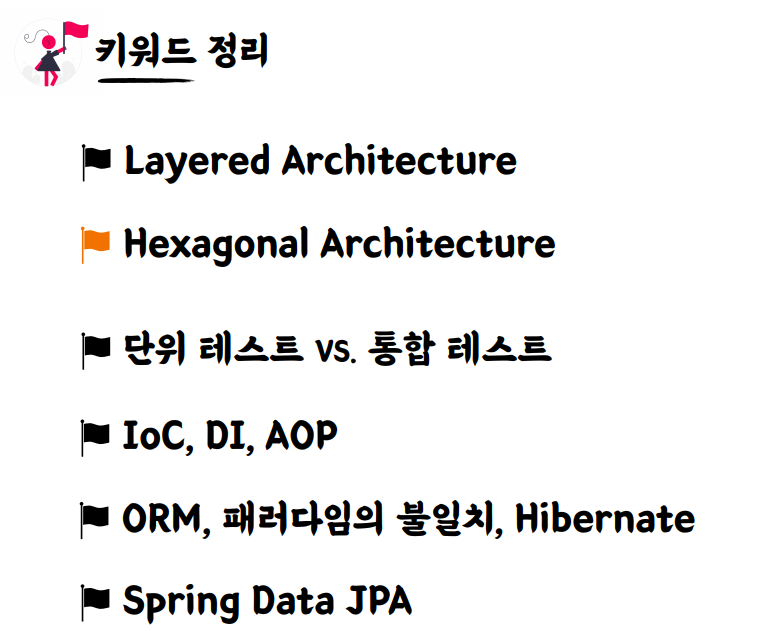 키워드 정리
Layered Architecture
Hexagonal Architecture
단위 테스트 vs. 통합 테스트
IoC, DI, AOP
ORM, 패러다임의 불일치, Hibernate
Spring Data JPA